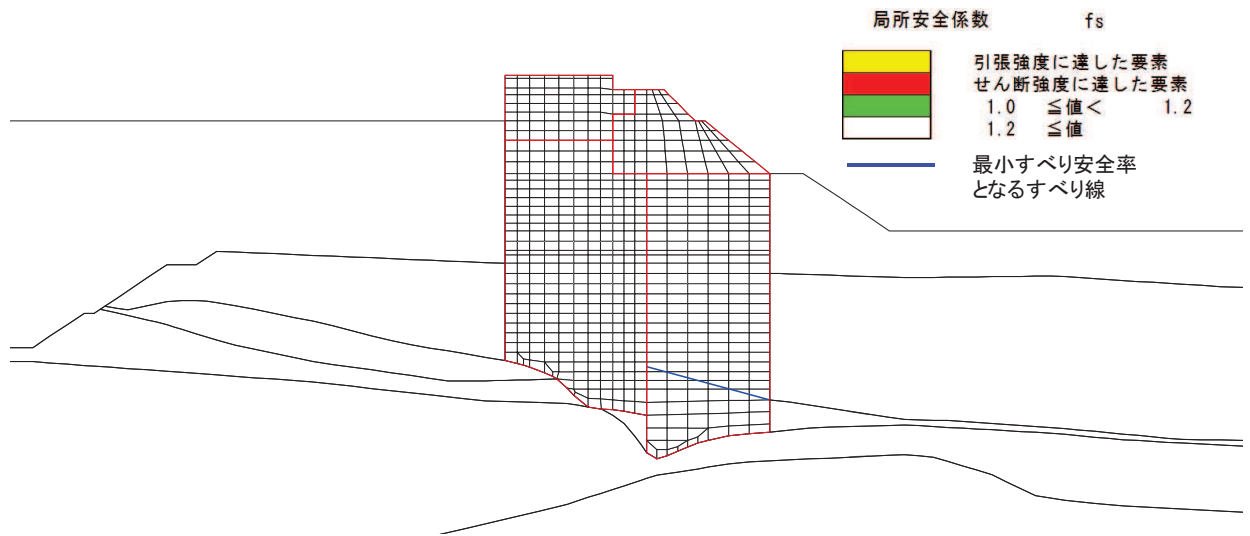 局所安全係数 fs
引張強度に達した要素
せん断強度に達した要素
1.0 ≦値< 1.2
1.2 ≦値
最小すべり安全率
となるすべり線